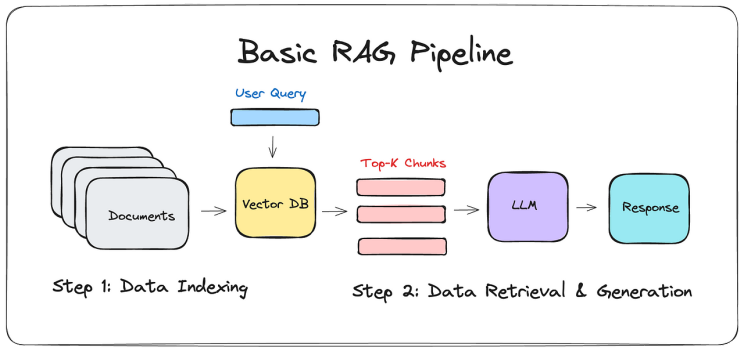 Basic RAG Pipeline
User Query
Top-K Chunks
Documents
Vector DB
LLM
Response
Step 1: Data Indexing
Step 2: Data Retrieval & Generation